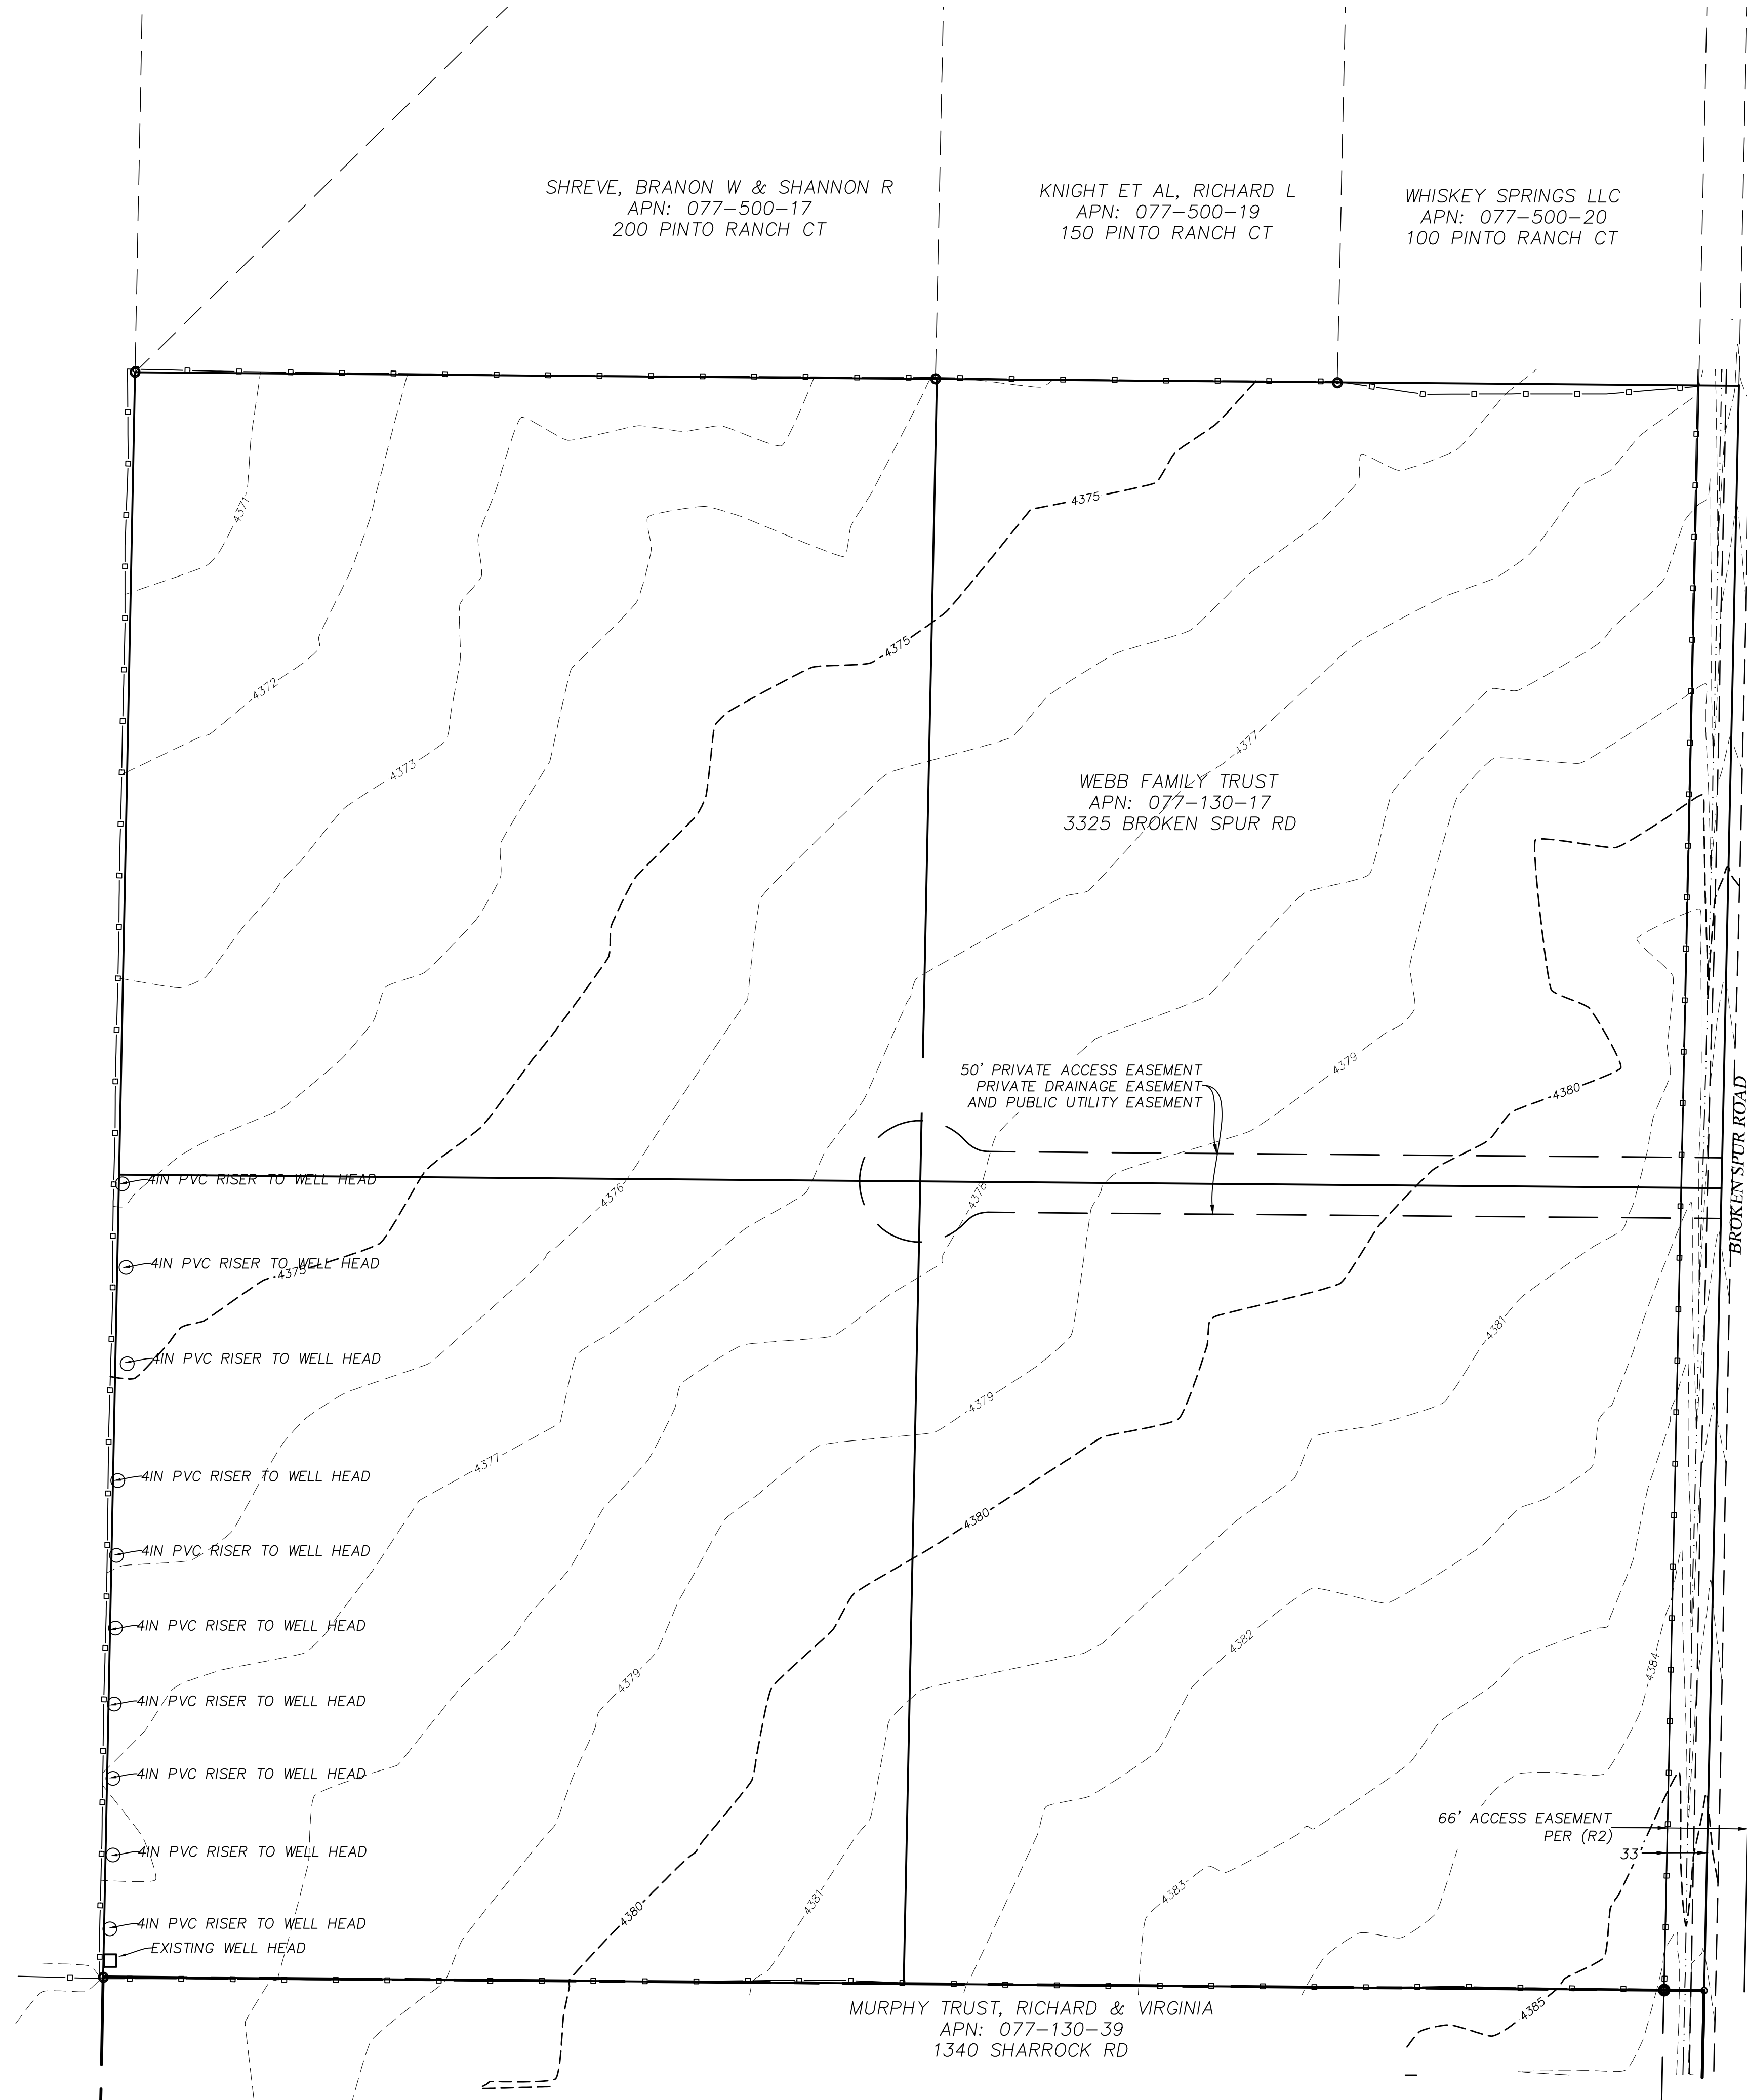 SHREVE, BRANON W & SHANNON R
APN: 077-500-17
200 PINTO RANCH CT
KNIGHT ET AL, RICHARD L
APN: 077-500-19
150 PINTO RANCH CT
WHISKEY SPRINGS LLC
APN: 077-500-20
100 PINTO RANCH CT
4371
4375
4375
4372
4373
4377
WEBB FAMILY TRUST
APN: 077-130-17
3325 BROKEN SPUR RD
50' PRIVATE ACCESS EASEMENT
PRIVATE DRAINAGE EASEMENT
AND PUBLIC UTILITY EASEMENT
4379
4380
BROKEN SPUR ROAD
4IN PVC RISER TO WELL HEAD
4376
4378
4IN PVC RISER TO WELL HEAD
4375
4381
4IN PVC RISER TO WELL HEAD
4379
4377
4IN PVC RISER TO WELL HEAD
4380
4IN PVC RISER TO WELL HEAD
4IN PVC RISER TO WELL HEAD
4382
4379
4384
4IN PVC RISER TO WELL HEAD
4IN PVC RISER TO WELL HEAD
66' ACCESS EASEMENT
PER (R2)
33'
4IN PVC RISER TO WELL HEAD
4383
4381
4380
4IN PVC RISER TO WELL HEAD
EXISTING WELL HEAD
4385
MURPHY TRUST, RICHARD & VIRGINIA
APN: 077-130-39
1340 SHARROCK RD